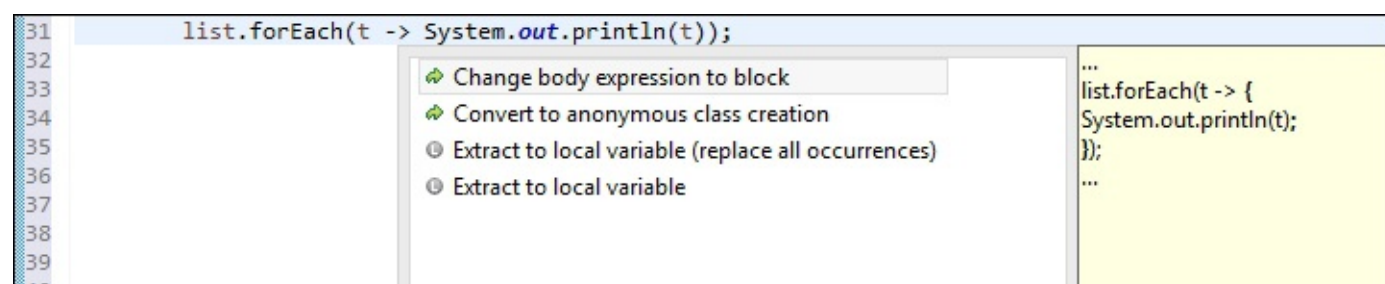 31 list.forEach(t -> System.out.println(t));
32
33
34
35
36
37
38
39
Change body expression to block
Convert to anonymous class creation
Extract to local variable (replace all occurrences)
Extract to local variable
...
list.forEach(t -> {
System.out.println(t);
});
...